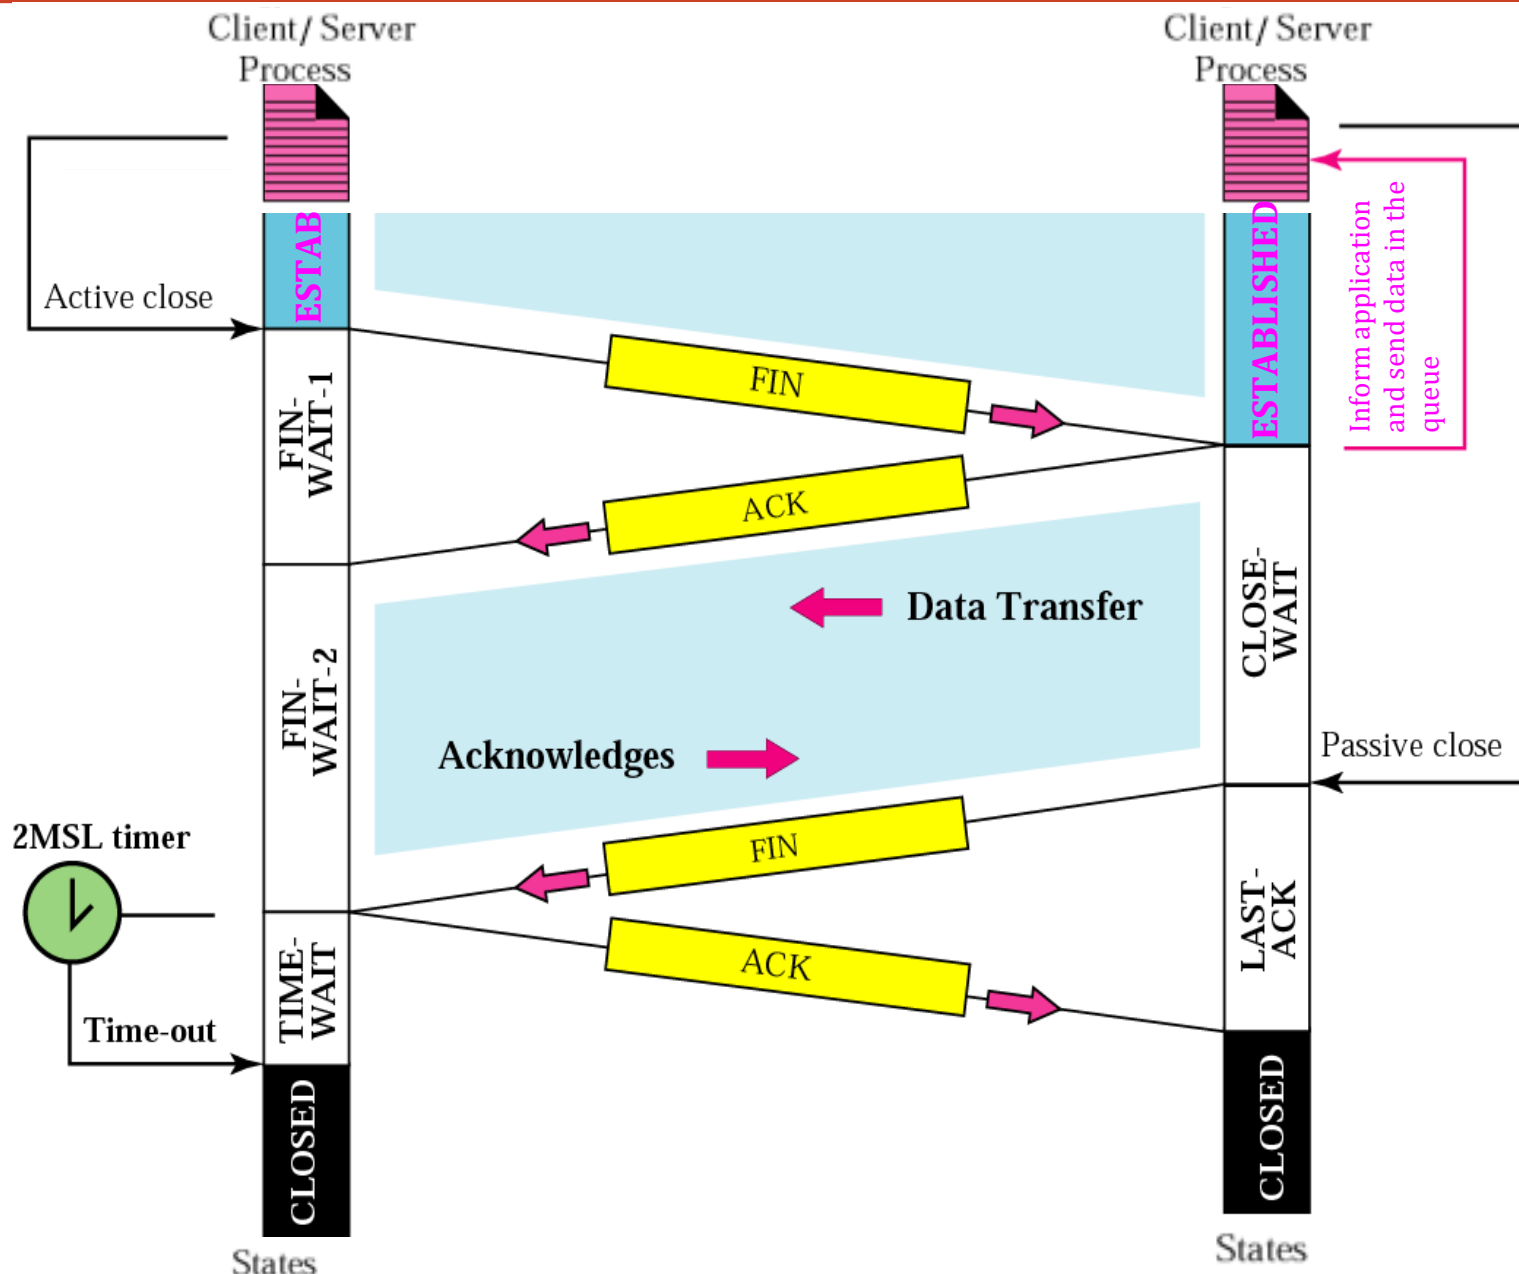 Client/ Server
Process
Client/ Server
Process
ESTAB
ESTABLISHED
Inform application
and send data in the
queue
Active close
FIN-
WAIT-1
FIN
ACK
Data Transfer
CLOSE-
WAIT
FIN-
WAIT-2
Acknowledges
Passive close
2MSL timer
FIN
LAST-
ACK
TIME-
WAIT
ACK
Time-out
CLOSED
CLOSED
States
States